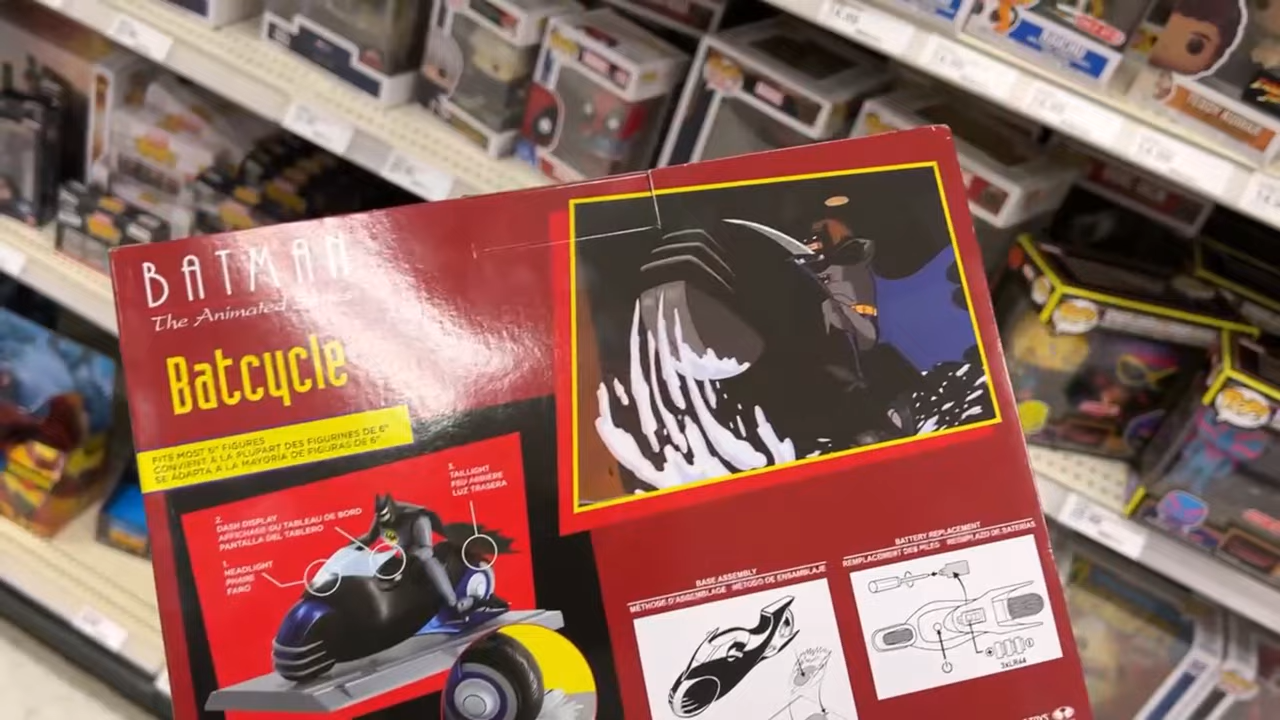 BATMAN
The Animated
Batcycle
FITS MOST 6" FIGURES
CONVIENT À LA PLUPART DES FIGURINES DE 6"
SE ADAPTA A LA MAYORÍA DE FIGURAS DE 6"
3.
TAILLIGHT
FEU ARRIÈRE
LUZ TRASERA
2.
DASH DISPLAY
AFFICHAGE DU TABLEAU DE BORD
PANTALLA DEL TABLERO
1.
HEADLIGHT
PHARE
FARO
BASE ASSEMBLY
MÉTHODE D'ASSEMBLAGE MÉTODO DE ENSAMBLAJE
BATTERY REPLACEMENT
REMPLACEMENT DES PILES REMPLAZO DE BATERÍAS
3xLR44